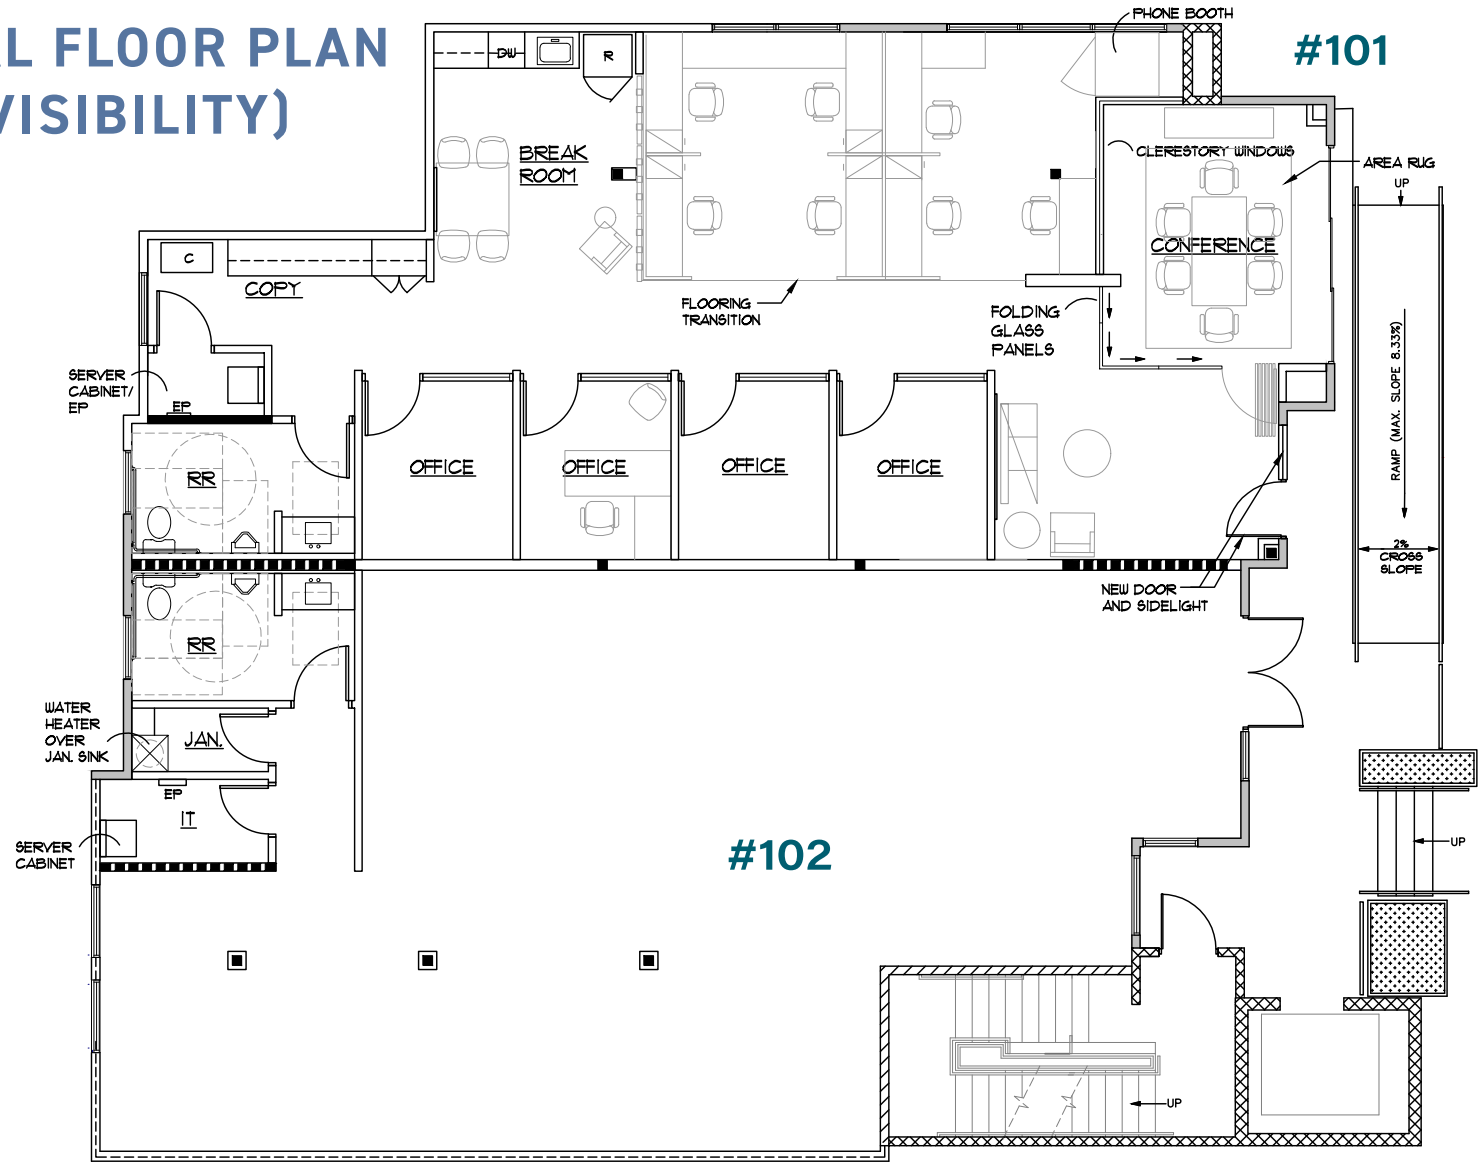 AL FLOOR PLAN
VISIBILITY)
PHONE BOOTH
#101
DW
R
BREAK
ROOM
CLERESTORY WINDOWS
AREA RUG
UP
CONFERENCE
C
COPY
FLOORING
TRANSITION
FOLDING
GLASS
PANELS
RAMP (MAX. SLOPE 8.33%)
SERVER
CABINET/
EP
EP
OFFICE
OFFICE
OFFICE
OFFICE
RR
2%
CROSS
SLOPE
NEW DOOR
AND SIDELIGHT
RR
WATER
HEATER
OVER
JAN. SINK
JAN.
EP
IT
SERVER
CABINET
#102
UP
UP